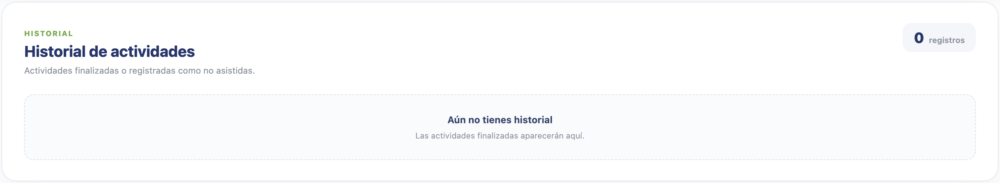 HISTORIAL
Historial de actividades
Actividades finalizadas o registradas como no asistidas.
0 registros
Aún no tienes historial
Las actividades finalizadas aparecerán aquí.